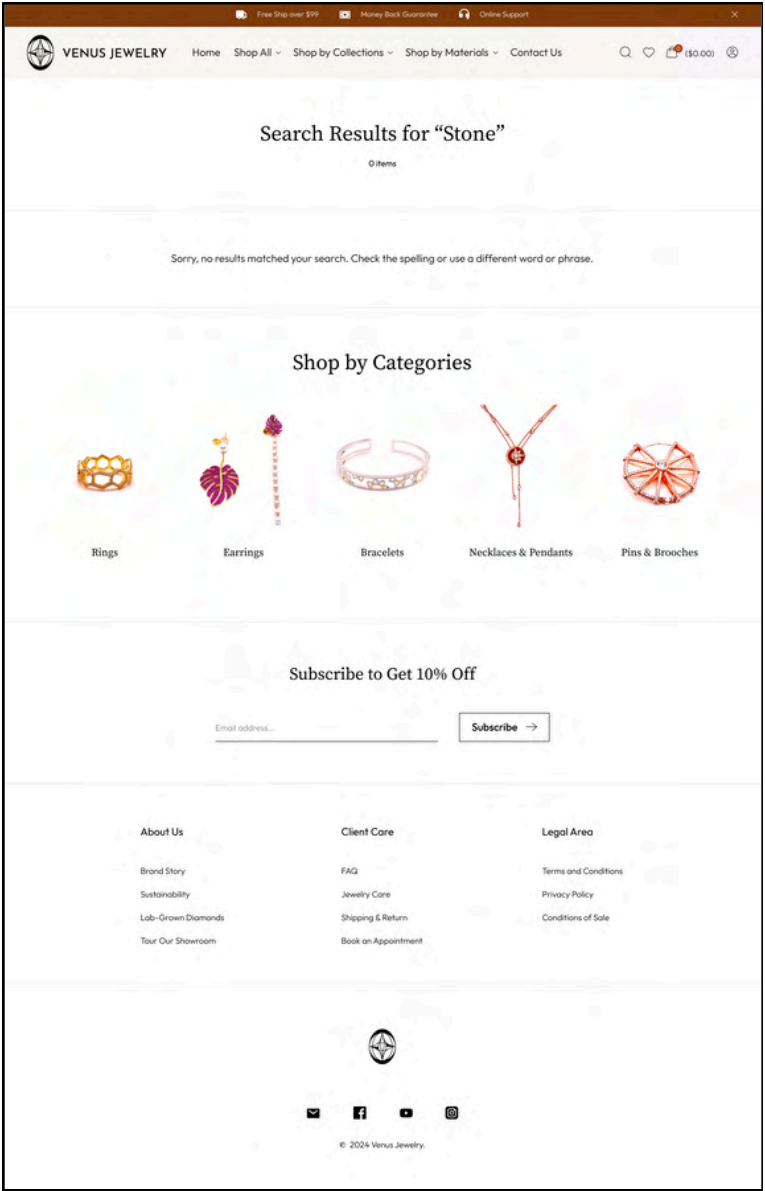 Free Ship over $99 Money Back Guarantee Online Support
VENUS JEWELRY Home Shop All Shop by Collections Shop by Materials Contact Us 0 ($0.00)
Search Results for “Stone”
0 items
Sorry, no results matched your search. Check the spelling or use a different word or phrase.
Shop by Categories
Rings Earrings Bracelets Necklaces & Pendants Pins & Brooches
Subscribe to Get 10% Off
Email address... Subscribe
About Us Client Care Legal Area
Brand Story FAQ Terms and Conditions
Sustainability Jewelry Care Privacy Policy
Lab-Grown Diamonds Shipping & Return Conditions of Sale
Tour Our Showroom Book an Appointment
© 2024 Venus Jewelry.